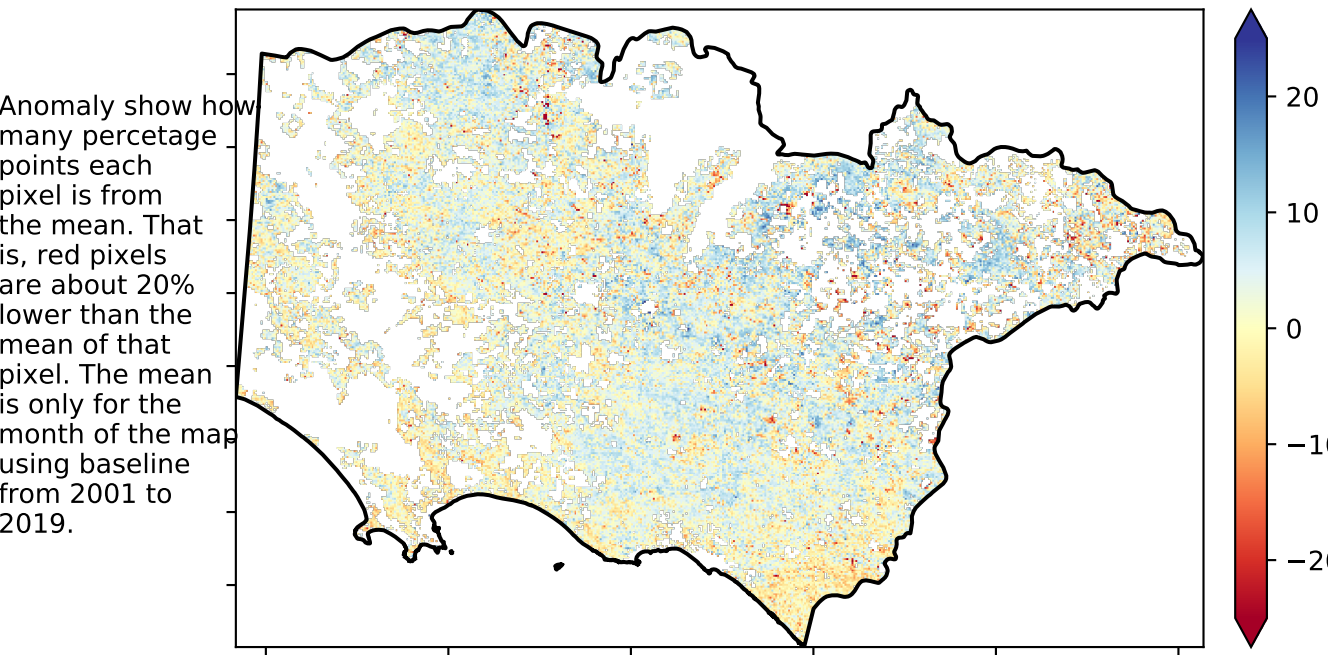 Anomaly show how
many percetage
points each
pixel is from
the mean. That
is, red pixels
are about 20%
lower than the
mean of that
pixel. The mean
is only for the
month of the map
using baseline
from 2001 to
2019.
20
10
0
−10
−20